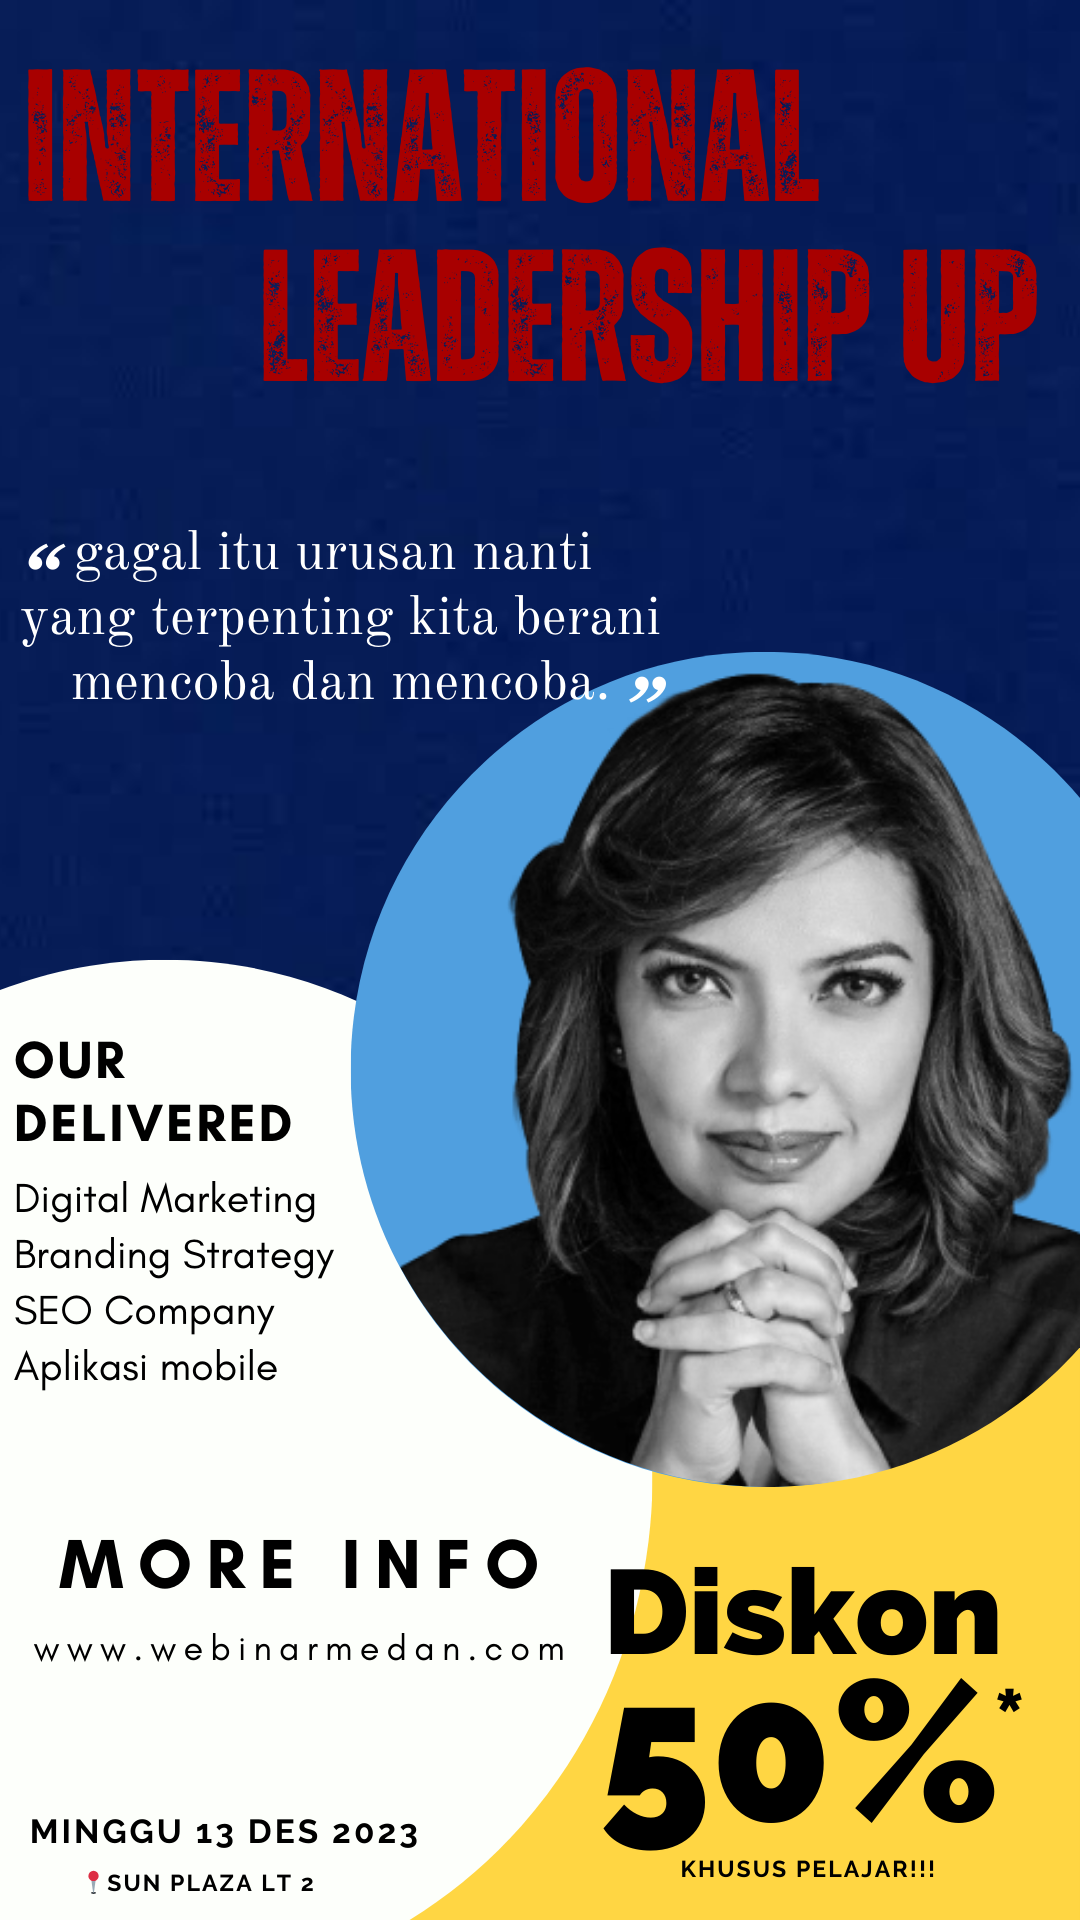 INTERNATIONAL
LEADERSHIP UP
“ gagal itu urusan nanti
yang terpenting kita berani
mencoba dan mencoba. ”
OUR
DELIVERED
Digital Marketing
Branding Strategy
SEO Company
Aplikasi mobile
MORE INFO
www.webinarmedan.com
Diskon
50%*
KHUSUS PELAJAR!!!
MINGGU 13 DES 2023
📍SUN PLAZA LT 2